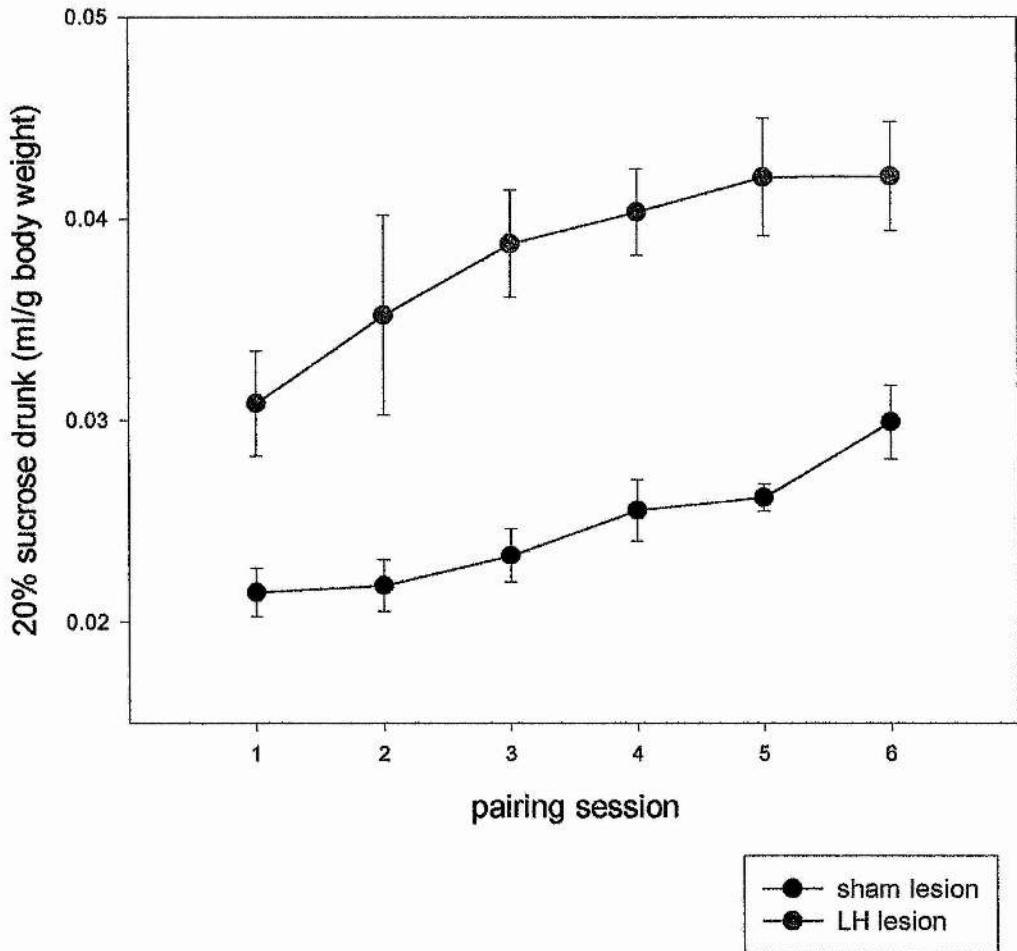 0.05
0.04
0.03
0.02
20% sucrose drunk (ml/g body weight)
1 2 3 4 5 6
pairing session
sham lesion
LH lesion